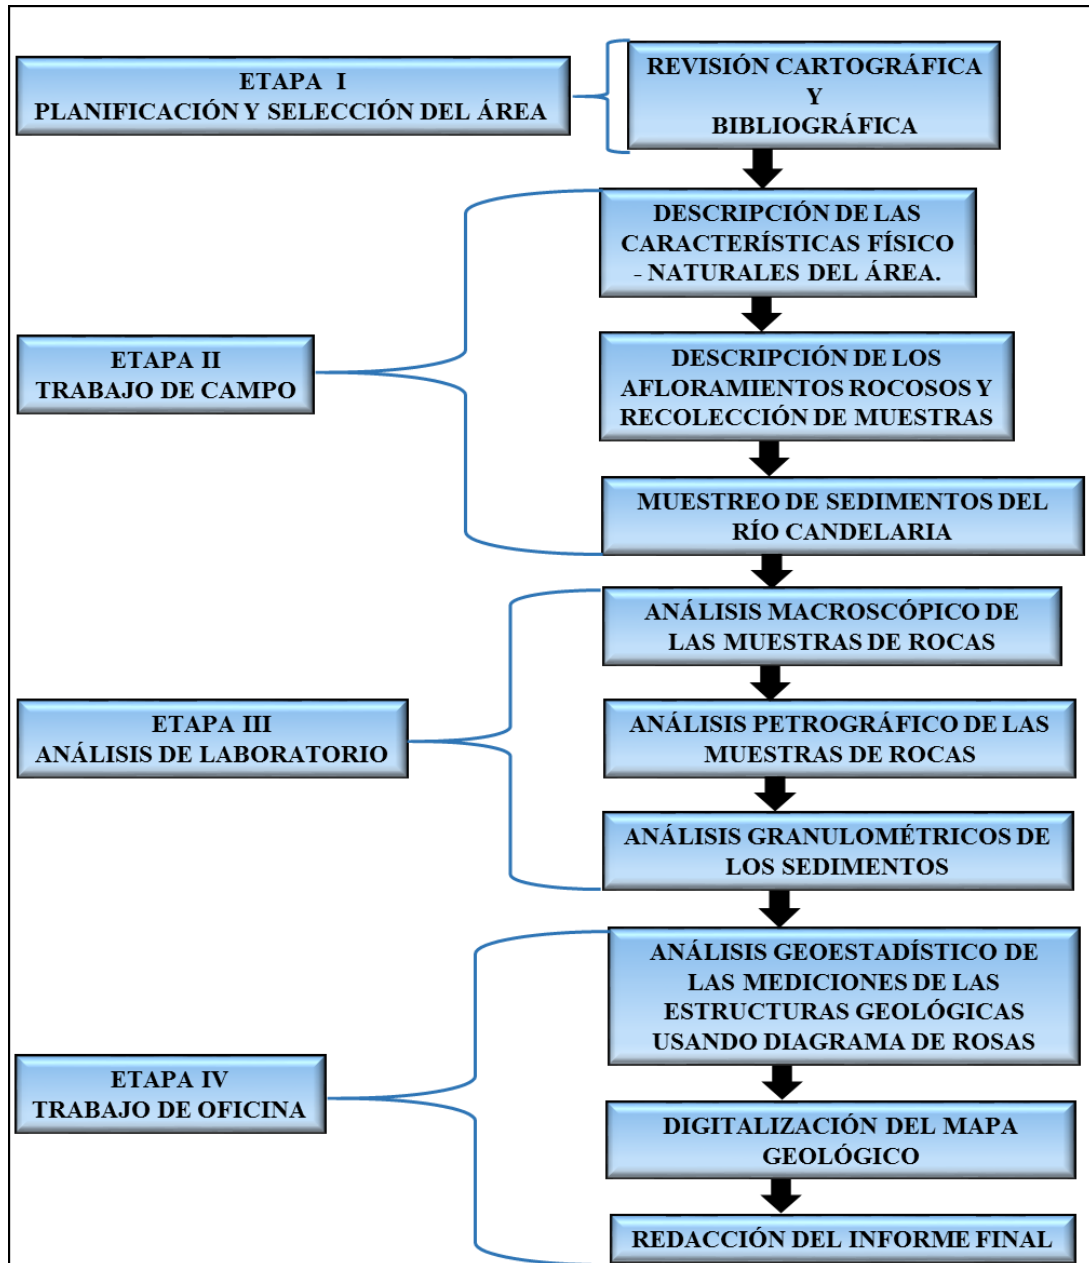 ETAPA I
PLANIFICACIÓN Y SELECCIÓN DEL ÁREA
REVISIÓN CARTOGRÁFICA
Y
BIBLIOGRÁFICA
ETAPA II
TRABAJO DE CAMPO
DESCRIPCIÓN DE LAS
CARACTERÍSTICAS FÍSICO
- NATURALES DEL ÁREA.
DESCRIPCIÓN DE LOS
AFLORAMIENTOS ROCOSOS Y
RECOLECCIÓN DE MUESTRAS
MUESTREO DE SEDIMENTOS DEL
RÍO CANDELARIA
ETAPA III
ANÁLISIS DE LABORATORIO
ANÁLISIS MACROSCÓPICO DE
LAS MUESTRAS DE ROCAS
ANÁLISIS PETROGRÁFICO DE LAS
MUESTRAS DE ROCAS
ANÁLISIS GRANULOMÉTRICOS DE
LOS SEDIMENTOS
ETAPA IV
TRABAJO DE OFICINA
ANÁLISIS GEOESTADÍSTICO DE
LAS MEDICIONES DE LAS
ESTRUCTURAS GEOLÓGICAS
USANDO DIAGRAMA DE ROSAS
DIGITALIZACIÓN DEL MAPA
GEOLÓGICO
REDACCIÓN DEL INFORME FINAL